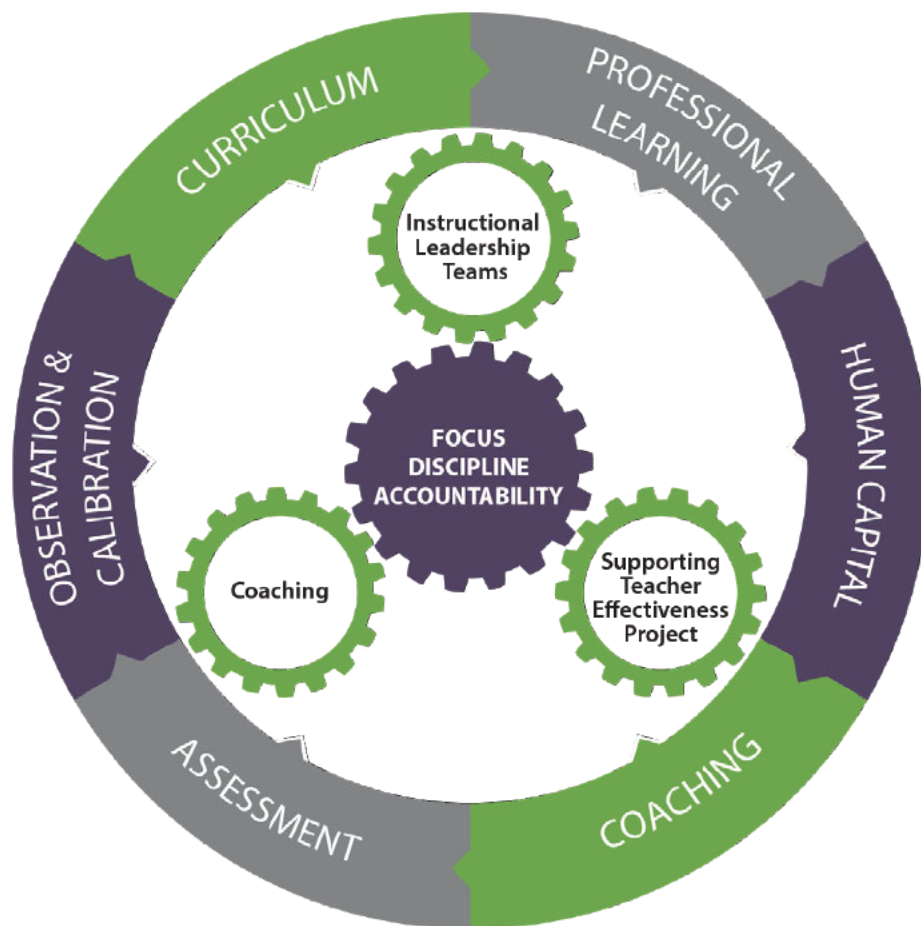 CURRICULUM
PROFESSIONAL
LEARNING
HUMAN CAPITAL
COACHING
ASSESSMENT
OBSERVATION &
CALIBRATION
Instructional
Leadership
Teams
FOCUS
DISCIPLINE
ACCOUNTABILITY
Coaching
Supporting
Teacher
Effectiveness
Project